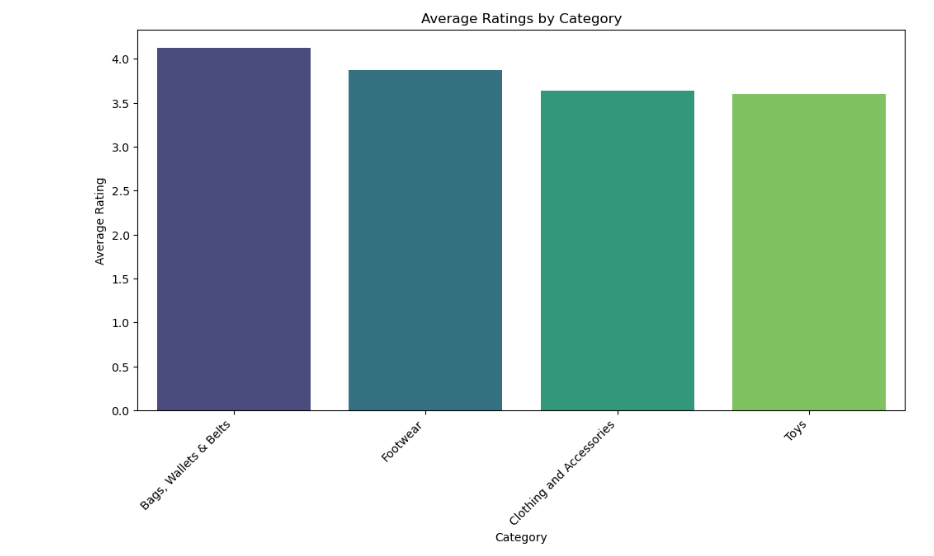 Average Ratings by Category
Average Rating
4.0
3.5
3.0
2.5
2.0
1.5
1.0
0.5
0.0
Bags, Wallets & Belts
Footwear
Clothing and Accessories
Toys
Category